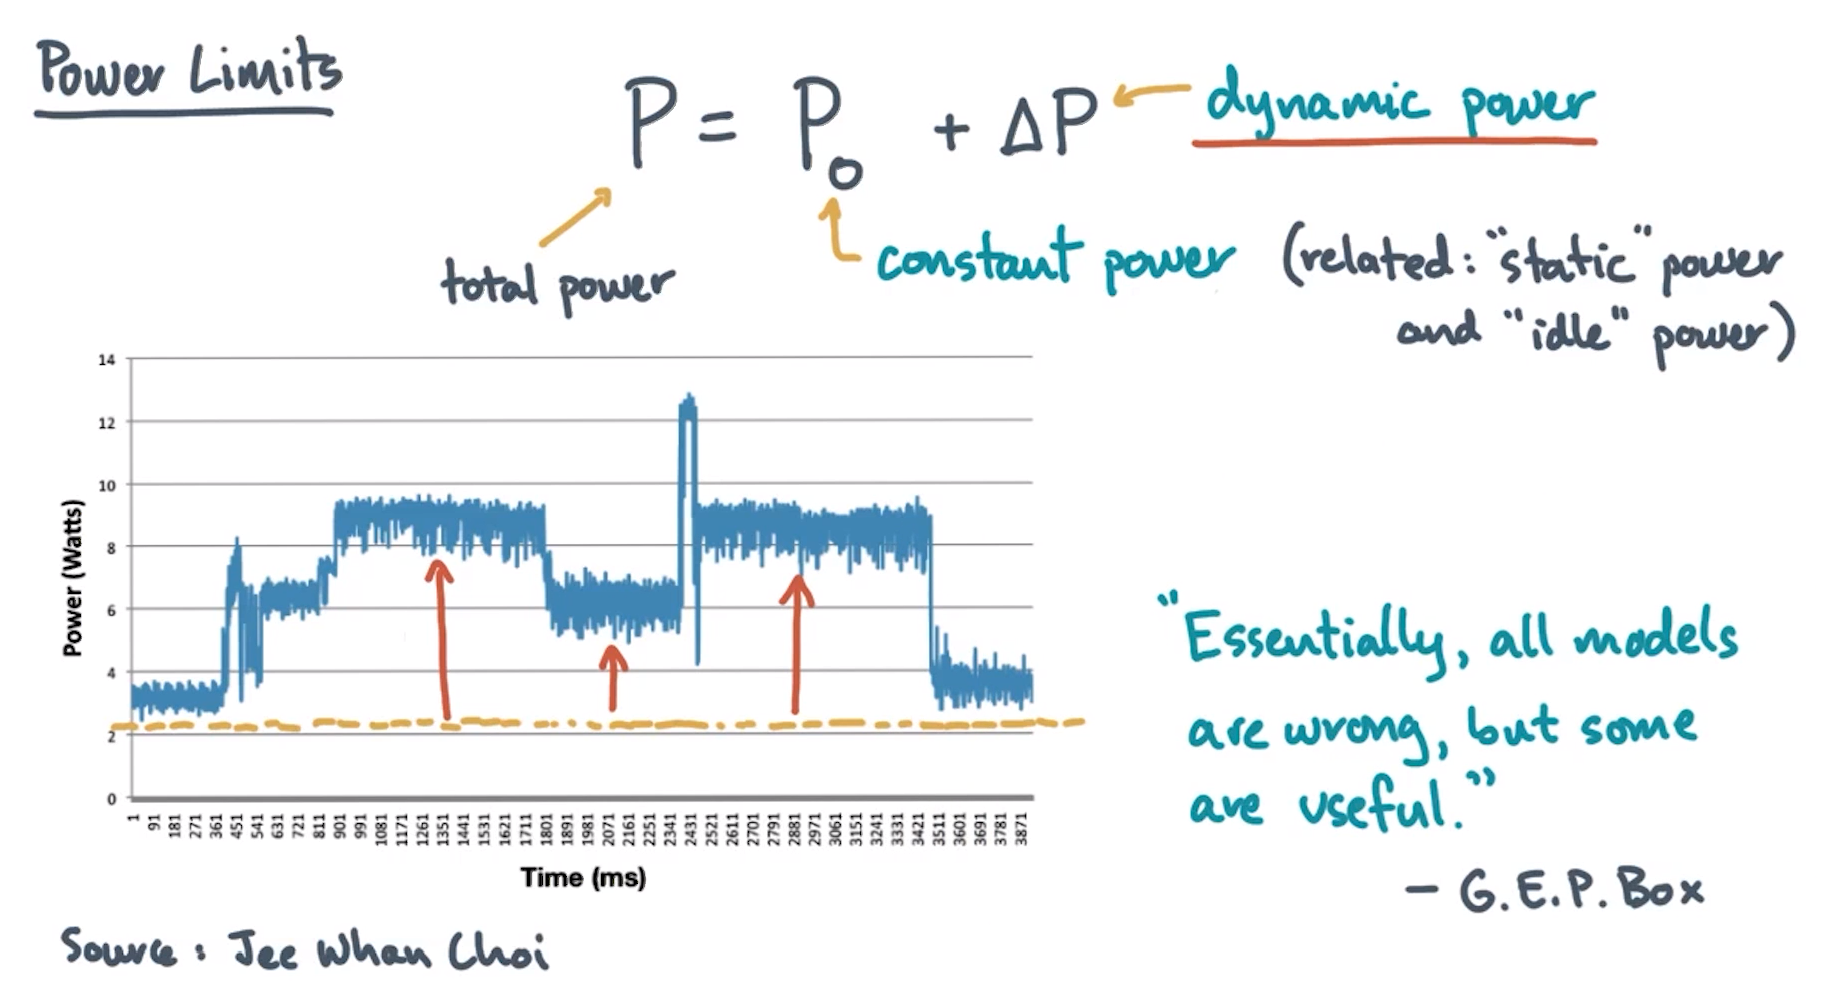 Power Limits
P = P₀ + ΔP
dynamic power
total power
constant power
(related: "static" power
and "idle" power)
14
12
10
8
6
4
2
0
Power (Watts)
1 91 181 271 361 451 541 631 721 811 901 991 1081 1171 1261 1351 1441 1531 1621 1711 1801 1891 1981 2071 2161 2251 2341 2431 2521 2611 2701 2791 2881 2971 3061 3151 3241 3331 3421 3511 3601 3691 3781 3871
Time (ms)
"Essentially, all models
are wrong, but some
are useful."
- G.E.P. Box
Source: Jee Whan Choi